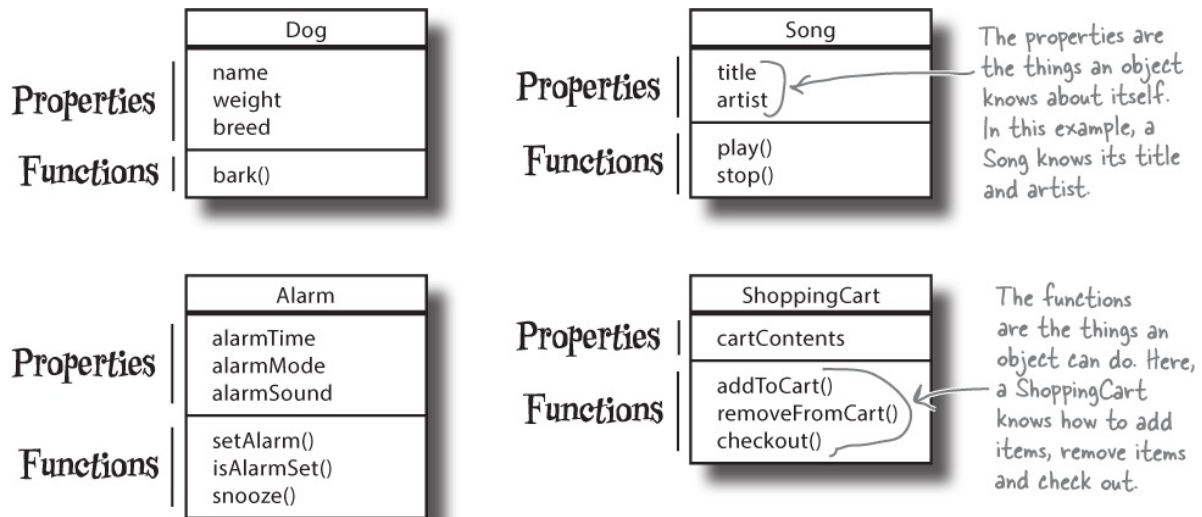 Dog
Properties
name
weight
breed
Functions
bark()
Song
Properties
title
artist
Functions
play()
stop()
The properties are
the things an object
knows about itself.
In this example, a
Song knows its title
and artist.
Alarm
Properties
alarmTime
alarmMode
alarmSound
Functions
setAlarm()
isAlarmSet()
snooze()
ShoppingCart
Properties
cartContents
Functions
addToCart()
removeFromCart()
checkout()
The functions
are the things an
object can do. Here,
a ShoppingCart
knows how to add
items, remove items
and check out.